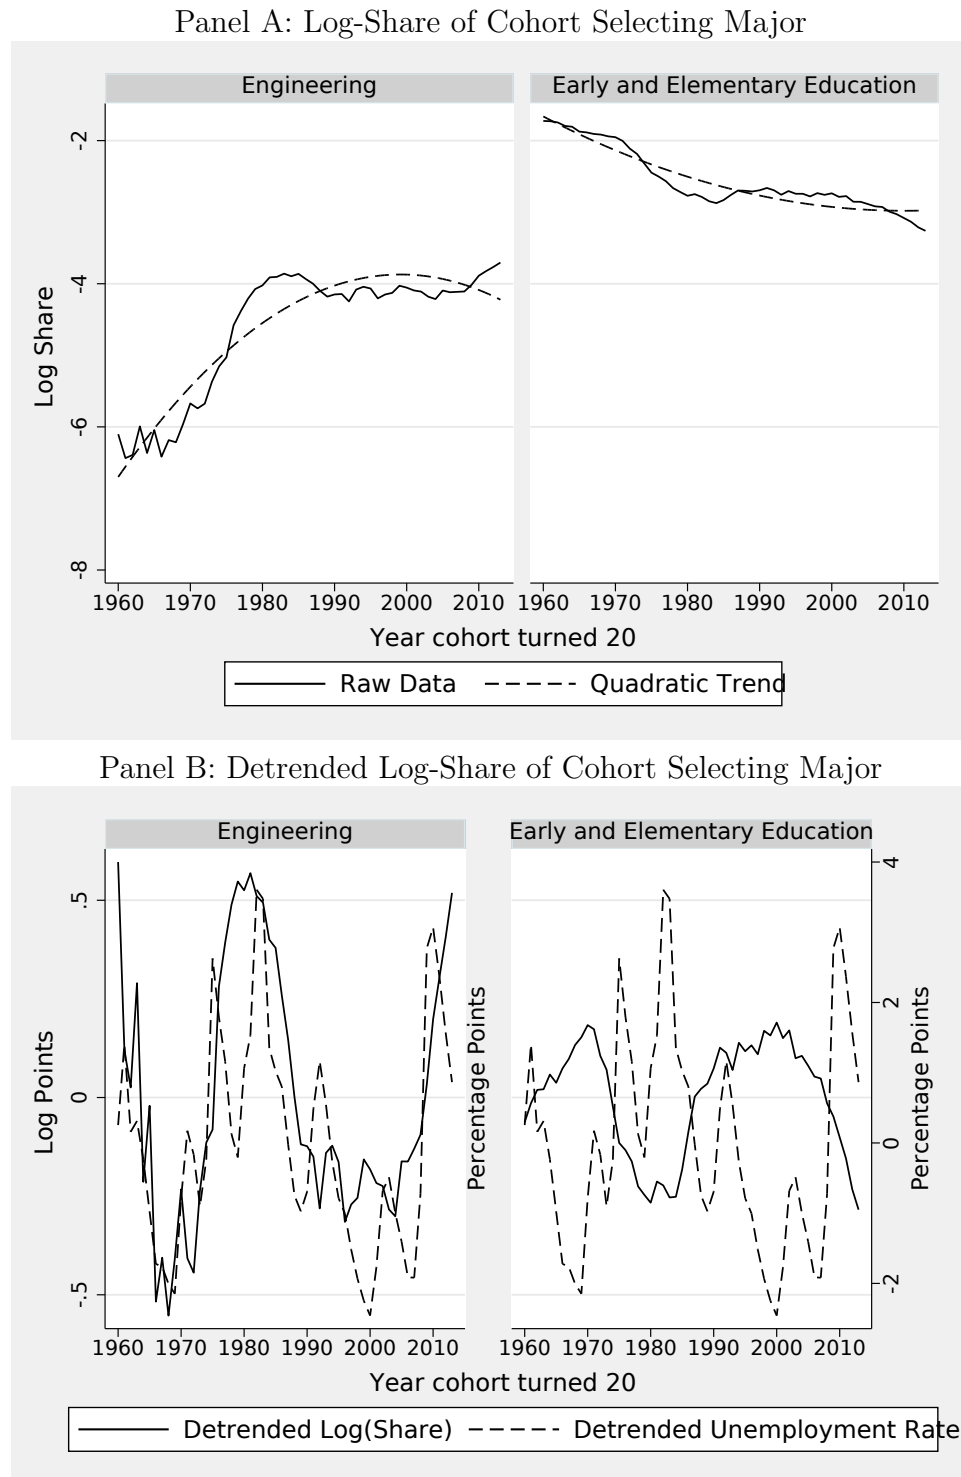 Panel A: Log-Share of Cohort Selecting Major
Engineering
Early and Elementary Education
Log Share
-2
-4
-6
-8
1960 1970 1980 1990 2000 2010
1960 1970 1980 1990 2000 2010
Year cohort turned 20
Raw Data
Quadratic Trend
Panel B: Detrended Log-Share of Cohort Selecting Major
Engineering
Early and Elementary Education
Log Points
.5
0
-.5
Percentage Points
4
2
0
-2
Percentage Points
1960 1970 1980 1990 2000 2010
1960 1970 1980 1990 2000 2010
Year cohort turned 20
Detrended Log(Share)
Detrended Unemployment Rate